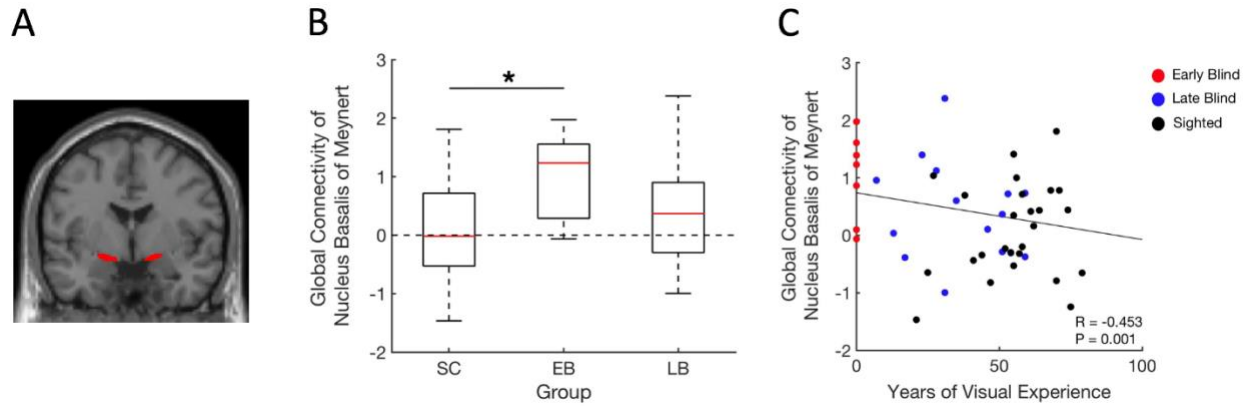 A
B
Global Connectivity of
Nucleus Basalis of Meynert
3
2
1
0
-1
-2
*
SC
EB
LB
Group
C
Global Connectivity of
Nucleus Basalis of Meynert
3
2
1
0
-1
-2
0
50
100
Years of Visual Experience
R = -0.453
P = 0.001
Early Blind
Late Blind
Sighted